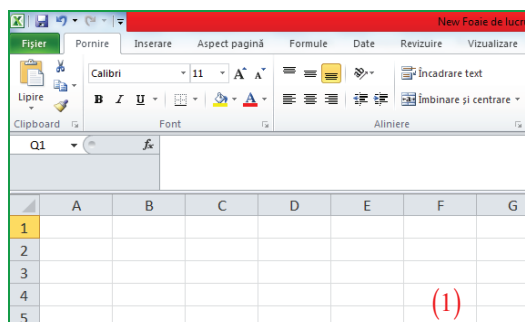 New Foaie de lucru
Fișier Pornire Inserare Aspect pagină Formule Date Revizuire Vizualizare
Calibri 11 A A Încadrare text
Lipire B I U A Îmbinare și centrare
Clipboard Font Aliniere
Q1 fx
A B C D E F G
1
2
3
4
5
(1)